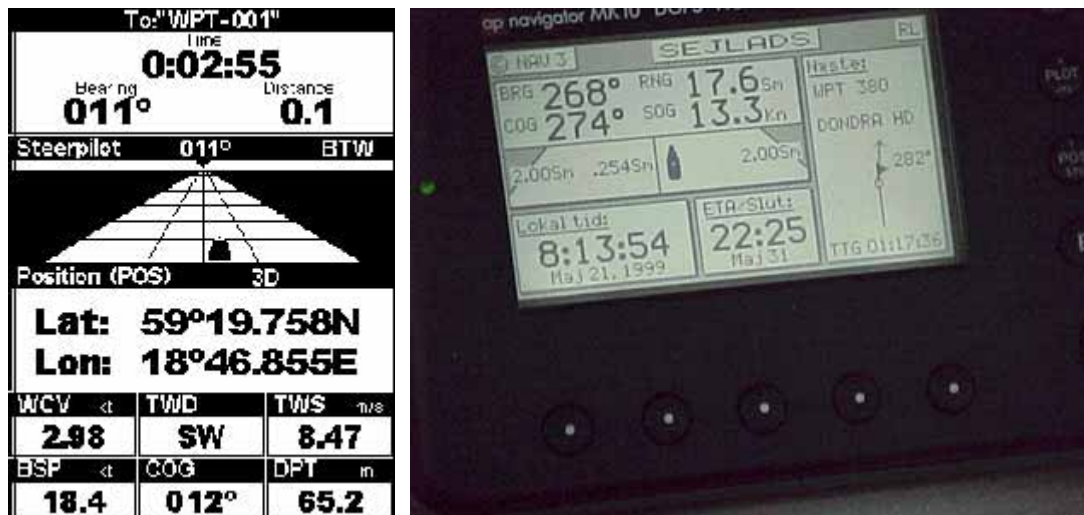 To:"WPT-001"
Time
0:02:55
Bearing Distance
011° 0.1
Steerpilot 011° BTW
Position (POS) 3D
Lat: 59°19.758N
Lon: 18°46.855E
WCV kt TWD TWS m/s
2.98 SW 8.47
BSP kt COG DPT m
18.4 012° 65.2
ap navigator MK10 DGPS
NAV 3 SEJLADS RL
BRG 268° RNG 17.6 Sm
COG 274° SOG 13.3 Kn
2.00Sm .254Sm 2.00Sm
Næste:
WPT 380
DONDRA HD
282°
TTG 01:17:36
Lokal tid:
8:13:54
Maj 21, 1999
ETA/Slut:
22:25
Maj 31
PLOT